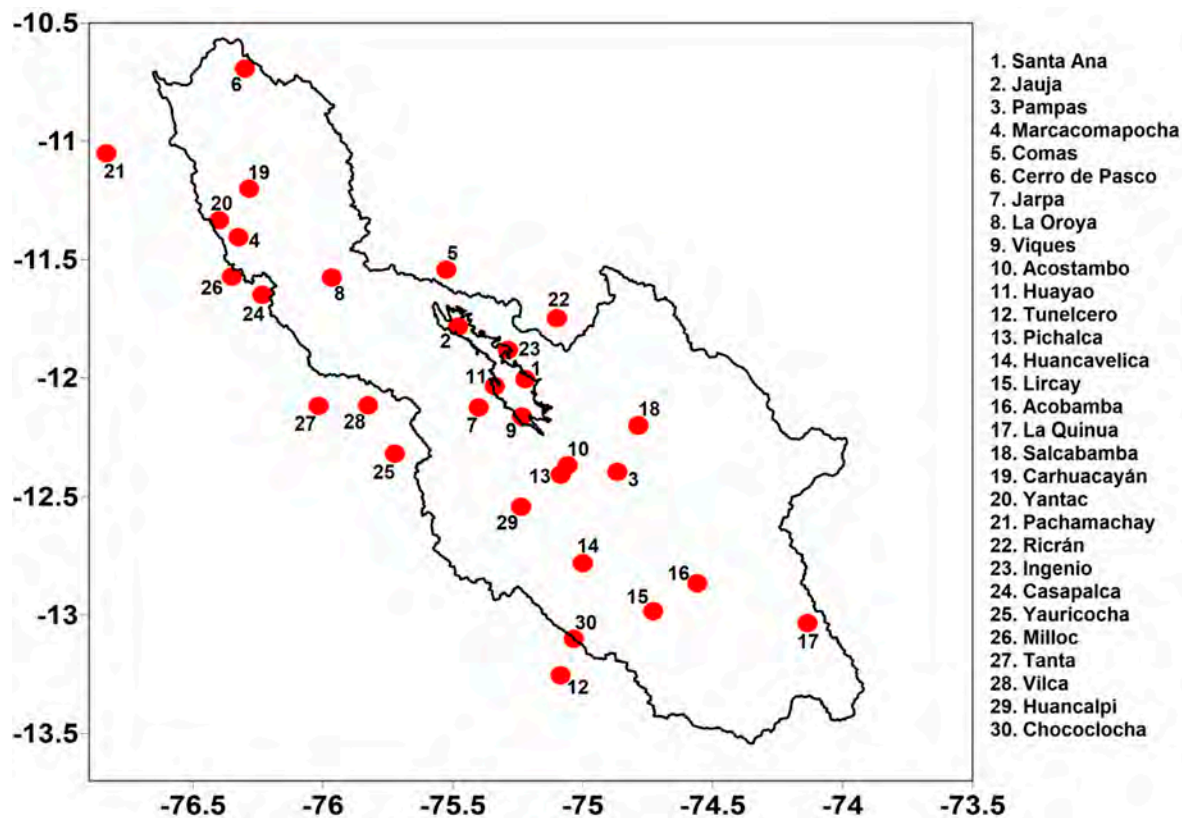 -10.5
-11
-11.5
-12
-12.5
-13
-13.5
-76.5
-76
-75.5
-75
-74.5
-74
-73.5
6
21
19
20
4
5
26
24
8
22
2
23
1
11
7
9
27
28
25
18
10
13
3
29
14
16
15
17
30
12
1. Santa Ana
2. Jauja
3. Pampas
4. Marcacomapocha
5. Comas
6. Cerro de Pasco
7. Jarpa
8. La Oroya
9. Viques
10. Acostambo
11. Huayao
12. Tunelcero
13. Pichalca
14. Huancavelica
15. Lircay
16. Acobamba
17. La Quinua
18. Salcabamba
19. Carhuacayán
20. Yantac
21. Pachamachay
22. Ricrán
23. Ingenio
24. Casapalca
25. Yauricocha
26. Milloc
27. Tanta
28. Vilca
29. Huancalpi
30. Chococlocha